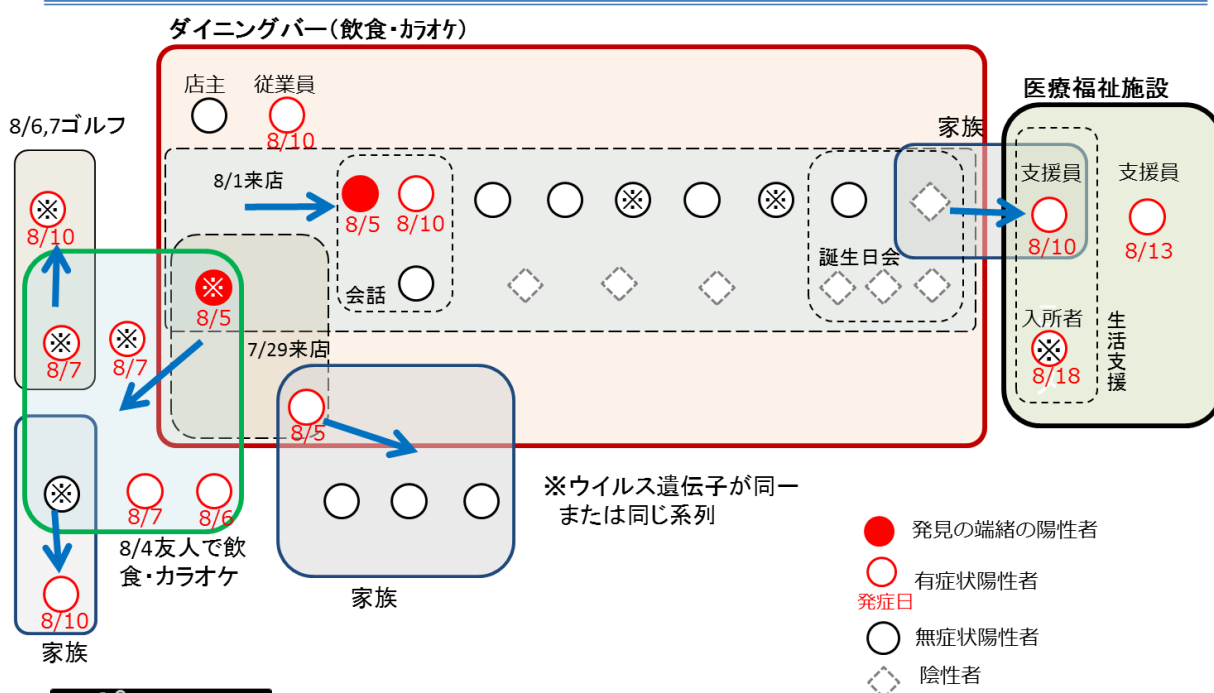 ダイニングバー(飲食・カラオケ)
店主
従業員
8/10
医療福祉施設
8/6,7ゴルフ
家族
8/1来店
支援員
支援員
※
8/10
8/5
8/10
※
※
8/10
8/13
※
8/5
会話
誕生日会
※
8/7
※
8/7
7/29来店
入所者
※
8/18
生活支援
8/5
※
8/7
8/6
※ウイルス遺伝子が同一
または同じ系列
8/4友人で飲
食・カラオケ
発見の端緒の陽性者
8/10
家族
有症状陽性者
発症日
家族
無症状陽性者
陰性者